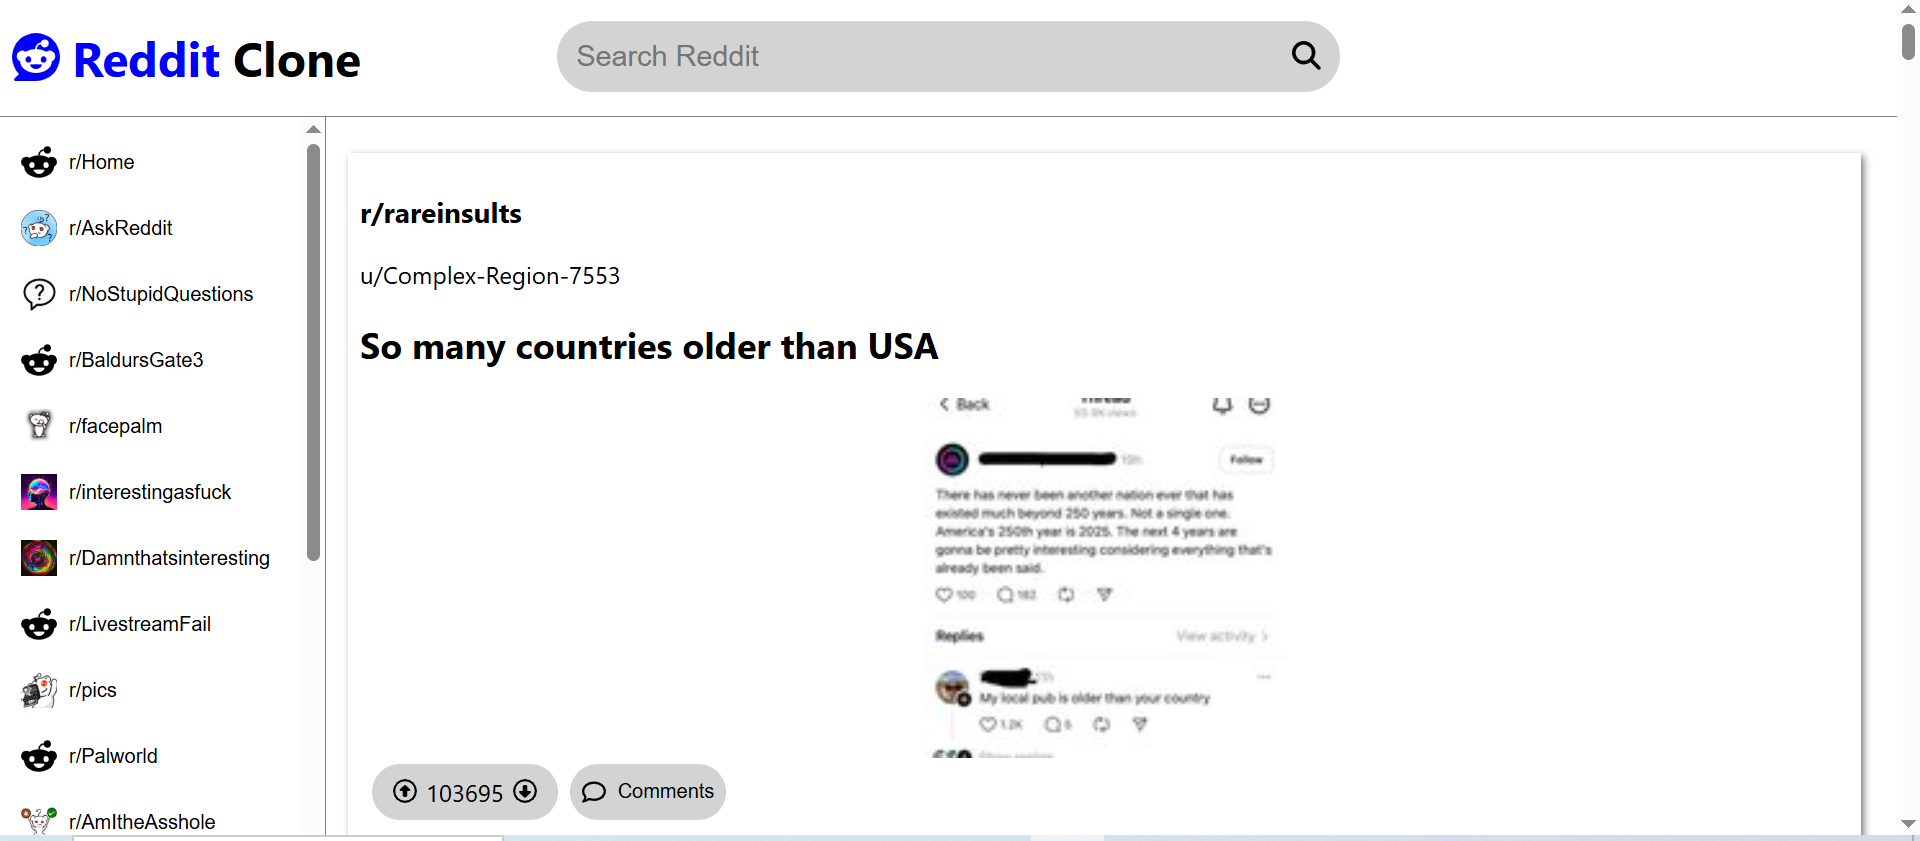 Reddit Clone
Search Reddit
r/Home
r/AskReddit
r/NoStupidQuestions
r/BaldursGate3
r/facepalm
r/interestingasfuck
r/Damnthatsinteresting
r/LivestreamFail
r/pics
r/Palworld
r/AmItheAsshole
r/rareinsults
u/Complex-Region-7553
So many countries older than USA
Back
Thread
Follow
There has never been another nation ever that has
existed much beyond 250 years. Not a single one.
America's 250th year is 2025. The next 4 years are
gonna be pretty interesting considering everything that's
already been said.
100 182
Replies View activity
My local pub is older than your country
1.2K 6
103695 Comments